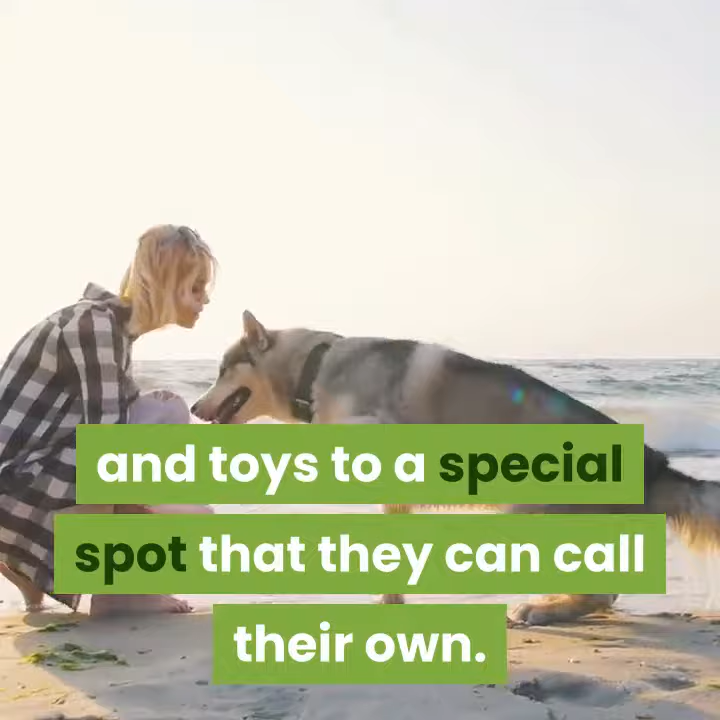 and toys to a special
spot that they can call
their own.